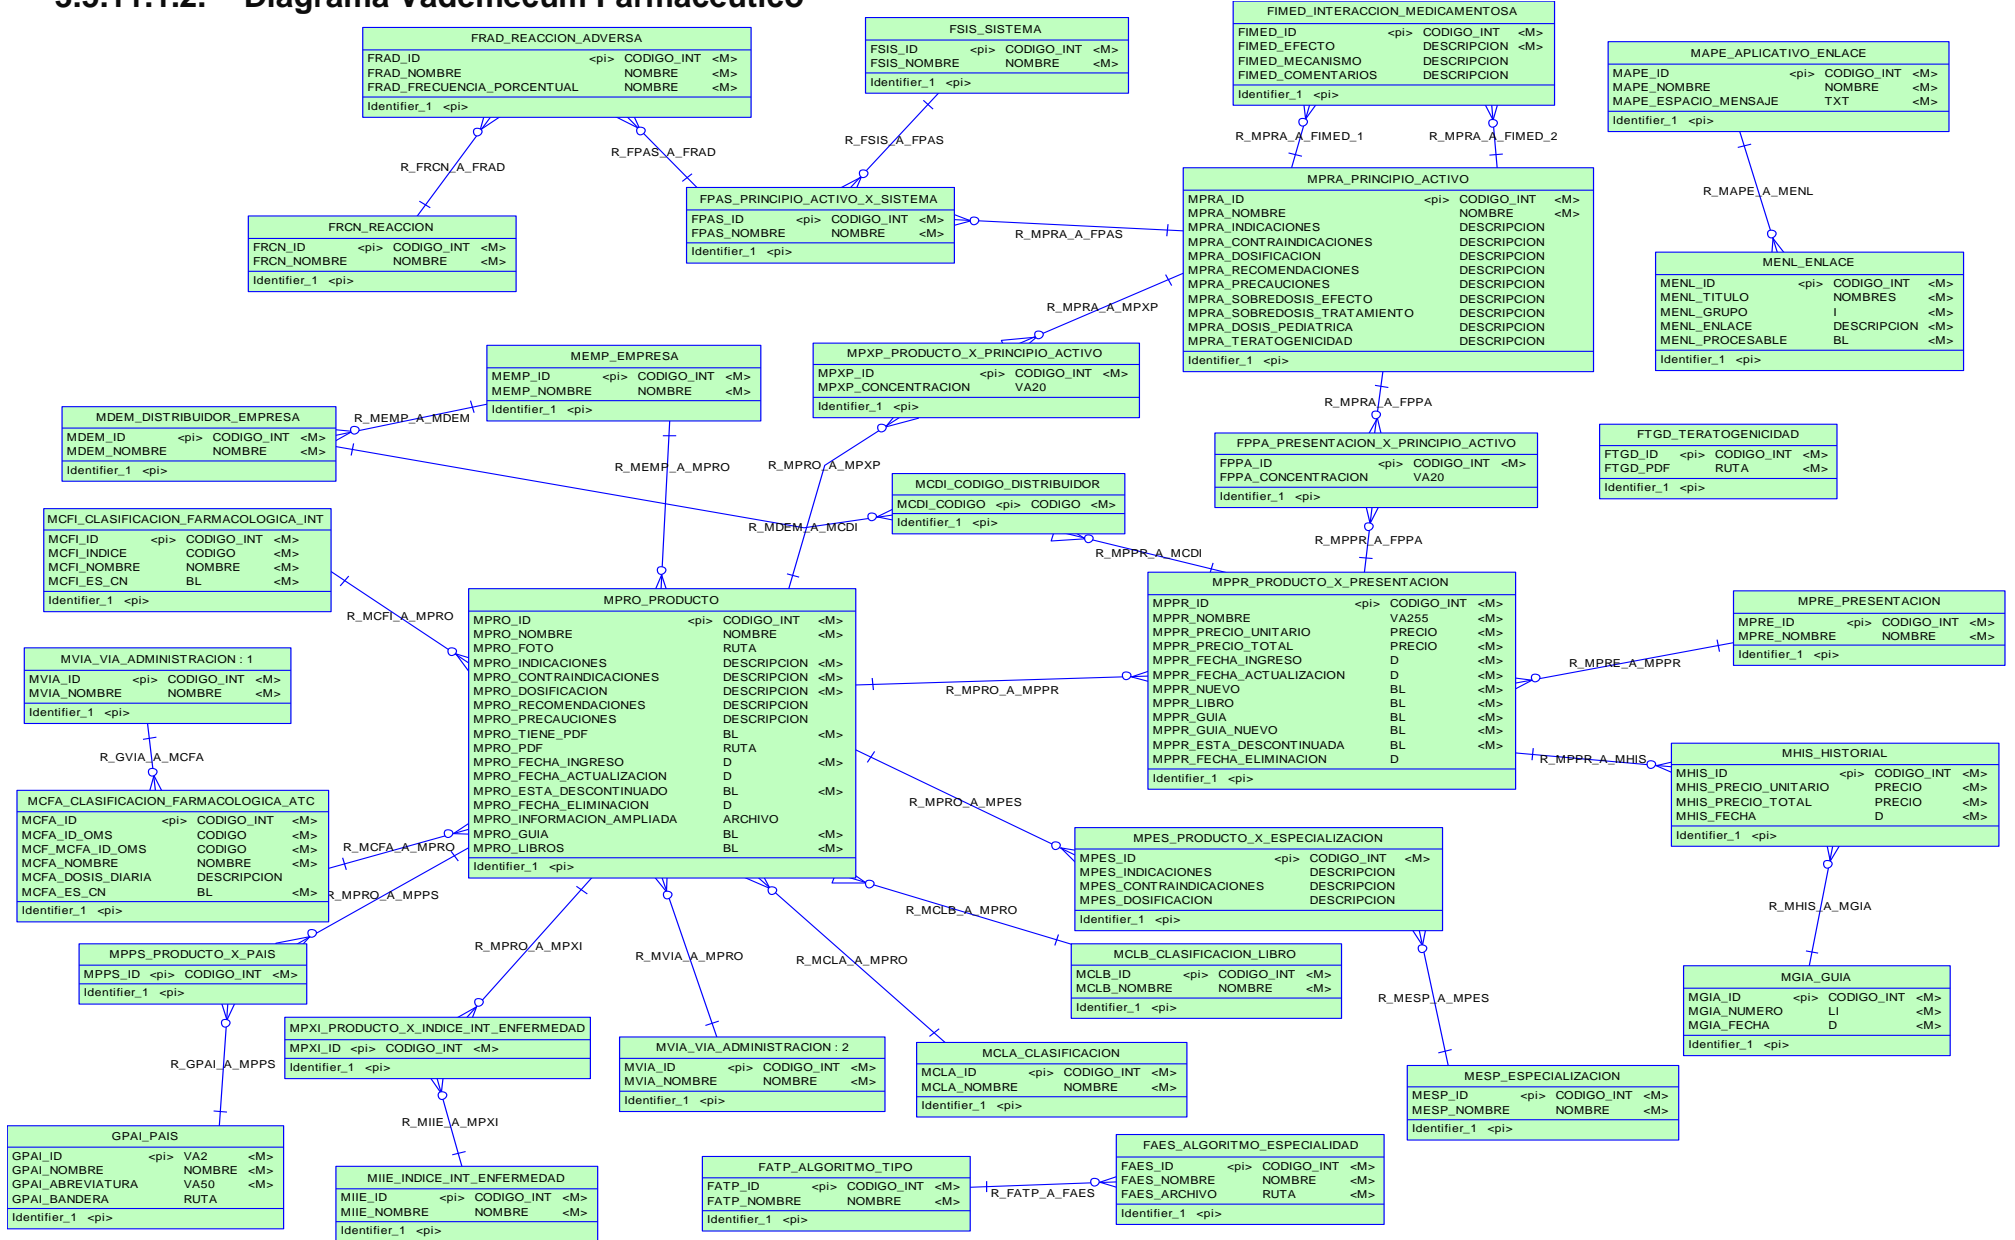 5.5.11.1.2. Diagrama Vademecum Farmaceutico
FRAD_REACCION_ADVERSA
FRAD_ID <pi> CODIGO_INT <M>
FRAD_NOMBRE NOMBRE <M>
FRAD_FRECUENCIA_PORCENTUAL NOMBRE <M>
Identifier_1 <pi>
FSIS_SISTEMA
FSIS_ID <pi> CODIGO_INT <M>
FSIS_NOMBRE NOMBRE <M>
Identifier_1 <pi>
FIMED_INTERACCION_MEDICAMENTOSA
FIMED_ID <pi> CODIGO_INT <M>
FIMED_EFECTO DESCRIPCION <M>
FIMED_MECANISMO DESCRIPCION
FIMED_COMENTARIOS DESCRIPCION
Identifier_1 <pi>
MAPE_APLICATIVO_ENLACE
MAPE_ID <pi> CODIGO_INT <M>
MAPE_NOMBRE NOMBRE <M>
MAPE_ESPACIO_MENSAJE TXT <M>
Identifier_1 <pi>
R_FRCN_A_FRAD
R_FPAS_A_FRAD
R_FSIS_A_FPAS
R_MPRA_A_FIMED_1
R_MPRA_A_FIMED_2
R_MAPE_A_MENL
FRCN_REACCION
FRCN_ID <pi> CODIGO_INT <M>
FRCN_NOMBRE NOMBRE <M>
Identifier_1 <pi>
FPAS_PRINCIPIO_ACTIVO_X_SISTEMA
FPAS_ID <pi> CODIGO_INT <M>
FPAS_NOMBRE NOMBRE <M>
Identifier_1 <pi>
R_MPRA_A_FPAS
MPRA_PRINCIPIO_ACTIVO
MPRA_ID <pi> CODIGO_INT <M>
MPRA_NOMBRE NOMBRE <M>
MPRA_INDICACIONES DESCRIPCION
MPRA_CONTRAINDICACIONES DESCRIPCION
MPRA_DOSIFICACION DESCRIPCION
MPRA_RECOMENDACIONES DESCRIPCION
MPRA_PRECAUCIONES DESCRIPCION
MPRA_SOBREDOSIS_EFECTO DESCRIPCION
MPRA_SOBREDOSIS_TRATAMIENTO DESCRIPCION
MPRA_DOSIS_PEDIATRICA DESCRIPCION
MPRA_TERATOGENICIDAD DESCRIPCION
Identifier_1 <pi>
MENL_ENLACE
MENL_ID <pi> CODIGO_INT <M>
MENL_TITULO NOMBRES <M>
MENL_GRUPO I <M>
MENL_ENLACE DESCRIPCION <M>
MENL_PROCESABLE BL <M>
Identifier_1 <pi>
R_MPRA_A_MPXP
MEMP_EMPRESA
MEMP_ID <pi> CODIGO_INT <M>
MEMP_NOMBRE NOMBRE <M>
Identifier_1 <pi>
MPXP_PRODUCTO_X_PRINCIPIO_ACTIVO
MPXP_ID <pi> CODIGO_INT <M>
MPXP_CONCENTRACION VA20
Identifier_1 <pi>
R_MPRA_A_FPPA
MDEM_DISTRIBUIDOR_EMPRESA
MDEM_ID <pi> CODIGO_INT <M>
MDEM_NOMBRE NOMBRE <M>
Identifier_1 <pi>
R_MEMP_A_MDEM
R_MEMP_A_MPRO
R_MPRO_A_MPXP
FPPA_PRESENTACION_X_PRINCIPIO_ACTIVO
FPPA_ID <pi> CODIGO_INT <M>
FPPA_CONCENTRACION VA20
Identifier_1 <pi>
FTGD_TERATOGENICIDAD
FTGD_ID <pi> CODIGO_INT <M>
FTGD_PDF RUTA <M>
Identifier_1 <pi>
MCDI_CODIGO_DISTRIBUIDOR
MCDI_CODIGO <pi> CODIGO <M>
Identifier_1 <pi>
R_MDEM_A_MCDI
R_MPPR_A_MCDI
R_MPPR_A_FPPA
MCFI_CLASIFICACION_FARMACOLOGICA_INT
MCFI_ID <pi> CODIGO_INT <M>
MCFI_INDICE CODIGO <M>
MCFI_NOMBRE NOMBRE <M>
MCFI_ES_CN BL <M>
Identifier_1 <pi>
R_MCFI_A_MPRO
MPRO_PRODUCTO
MPRO_ID <pi> CODIGO_INT <M>
MPRO_NOMBRE NOMBRE <M>
MPRO_FOTO RUTA
MPRO_INDICACIONES DESCRIPCION <M>
MPRO_CONTRAINDICACIONES DESCRIPCION <M>
MPRO_DOSIFICACION DESCRIPCION <M>
MPRO_RECOMENDACIONES DESCRIPCION
MPRO_PRECAUCIONES DESCRIPCION
MPRO_TIENE_PDF BL <M>
MPRO_PDF RUTA
MPRO_FECHA_INGRESO D <M>
MPRO_FECHA_ACTUALIZACION D
MPRO_ESTA_DESCONTINUADO BL <M>
MPRO_FECHA_ELIMINACION D
MPRO_INFORMACION_AMPLIADA ARCHIVO
MPRO_GUIA BL <M>
MPRO_LIBROS BL <M>
Identifier_1 <pi>
MPPR_PRODUCTO_X_PRESENTACION
MPPR_ID <pi> CODIGO_INT <M>
MPPR_NOMBRE VA255 <M>
MPPR_PRECIO_UNITARIO PRECIO <M>
MPPR_PRECIO_TOTAL PRECIO <M>
MPPR_FECHA_INGRESO D <M>
MPPR_FECHA_ACTUALIZACION D <M>
MPPR_NUEVO BL <M>
MPPR_LIBRO BL <M>
MPPR_GUIA BL <M>
MPPR_GUIA_NUEVO BL <M>
MPPR_ESTA_DESCONTINUADA BL <M>
MPPR_FECHA_ELIMINACION D
Identifier_1 <pi>
MPRE_PRESENTACION
MPRE_ID <pi> CODIGO_INT <M>
MPRE_NOMBRE NOMBRE <M>
Identifier_1 <pi>
R_MPRE_A_MPPR
R_MPRO_A_MPPR
MVIA_VIA_ADMINISTRACION : 1
MVIA_ID <pi> CODIGO_INT <M>
MVIA_NOMBRE NOMBRE <M>
Identifier_1 <pi>
R_GVIA_A_MCFA
R_MPPR_A_MHIS
MHIS_HISTORIAL
MHIS_ID <pi> CODIGO_INT <M>
MHIS_PRECIO_UNITARIO PRECIO <M>
MHIS_PRECIO_TOTAL PRECIO <M>
MHIS_FECHA D <M>
Identifier_1 <pi>
MCFA_CLASIFICACION_FARMACOLOGICA_ATC
MCFA_ID <pi> CODIGO_INT <M>
MCFA_ID_OMS CODIGO <M>
MCF_MCFA_ID_OMS CODIGO <M>
MCFA_NOMBRE NOMBRE <M>
MCFA_DOSIS_DIARIA DESCRIPCION
MCFA_ES_CN BL <M>
Identifier_1 <pi>
R_MCFA_A_MPRO
R_MPRO_A_MPPS
R_MPRO_A_MPES
MPES_PRODUCTO_X_ESPECIALIZACION
MPES_ID <pi> CODIGO_INT <M>
MPES_INDICACIONES DESCRIPCION
MPES_CONTRAINDICACIONES DESCRIPCION
MPES_DOSIFICACION DESCRIPCION
Identifier_1 <pi>
R_MHIS_A_MGIA
R_MCLB_A_MPRO
MPPS_PRODUCTO_X_PAIS
MPPS_ID <pi> CODIGO_INT <M>
Identifier_1 <pi>
R_MPRO_A_MPXI
R_MVIA_A_MPRO
R_MCLA_A_MPRO
MCLB_CLASIFICACION_LIBRO
MCLB_ID <pi> CODIGO_INT <M>
MCLB_NOMBRE NOMBRE <M>
Identifier_1 <pi>
R_MESP_A_MPES
MGIA_GUIA
MGIA_ID <pi> CODIGO_INT <M>
MGIA_NUMERO LI <M>
MGIA_FECHA D <M>
Identifier_1 <pi>
MPXI_PRODUCTO_X_INDICE_INT_ENFERMEDAD
MPXI_ID <pi> CODIGO_INT <M>
Identifier_1 <pi>
MVIA_VIA_ADMINISTRACION : 2
MVIA_ID <pi> CODIGO_INT <M>
MVIA_NOMBRE NOMBRE <M>
Identifier_1 <pi>
MCLA_CLASIFICACION
MCLA_ID <pi> CODIGO_INT <M>
MCLA_NOMBRE NOMBRE <M>
Identifier_1 <pi>
R_GPAI_A_MPPS
MESP_ESPECIALIZACION
MESP_ID <pi> CODIGO_INT <M>
MESP_NOMBRE NOMBRE <M>
Identifier_1 <pi>
R_MIIE_A_MPXI
GPAI_PAIS
GPAI_ID <pi> VA2 <M>
GPAI_NOMBRE NOMBRE <M>
GPAI_ABREVIATURA VA50 <M>
GPAI_BANDERA RUTA
Identifier_1 <pi>
MIIE_INDICE_INT_ENFERMEDAD
MIIE_ID <pi> CODIGO_INT <M>
MIIE_NOMBRE NOMBRE <M>
Identifier_1 <pi>
FATP_ALGORITMO_TIPO
FATP_ID <pi> CODIGO_INT <M>
FATP_NOMBRE NOMBRE <M>
Identifier_1 <pi>
R_FATP_A_FAES
FAES_ALGORITMO_ESPECIALIDAD
FAES_ID <pi> CODIGO_INT <M>
FAES_NOMBRE NOMBRE <M>
FAES_ARCHIVO RUTA <M>
Identifier_1 <pi>